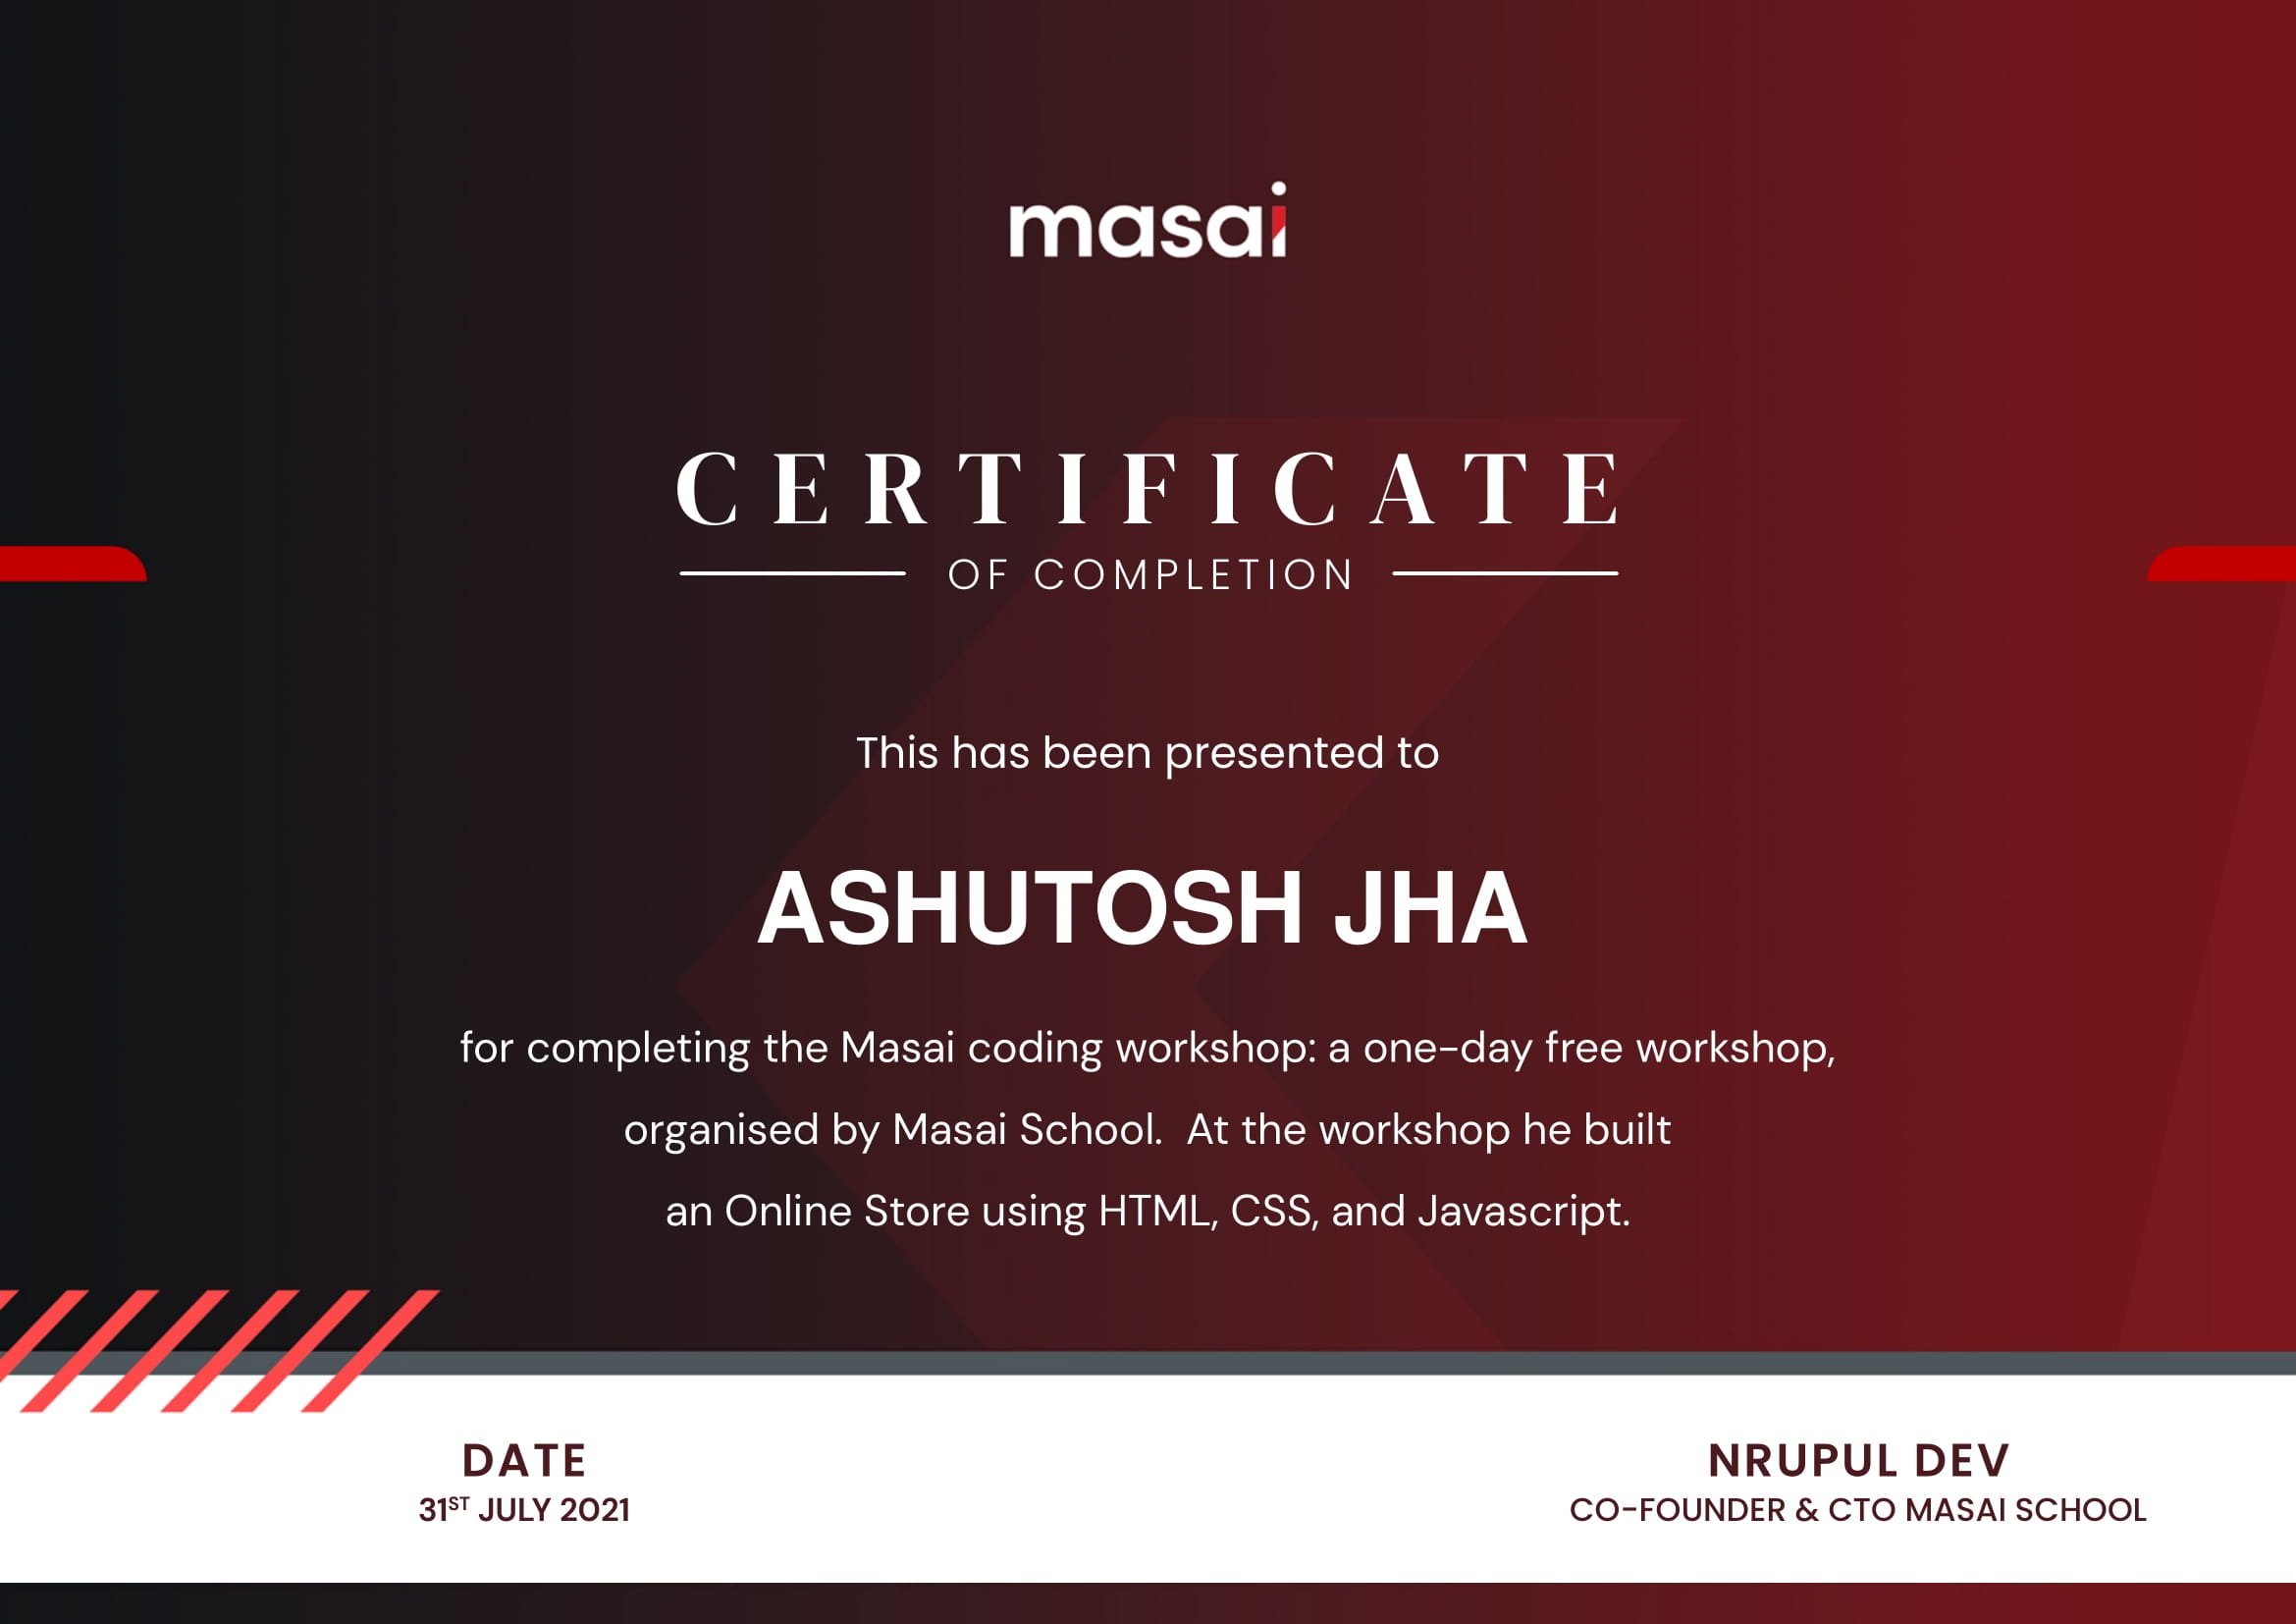 masai
CERTIFICATE
OF COMPLETION
This has been presented to
ASHUTOSH JHA
for completing the Masai coding workshop: a one-day free workshop,
organised by Masai School.  At the workshop he built
an Online Store using HTML, CSS, and Javascript.
DATE
31ST JULY 2021
NRUPUL DEV
CO-FOUNDER & CTO MASAI SCHOOL